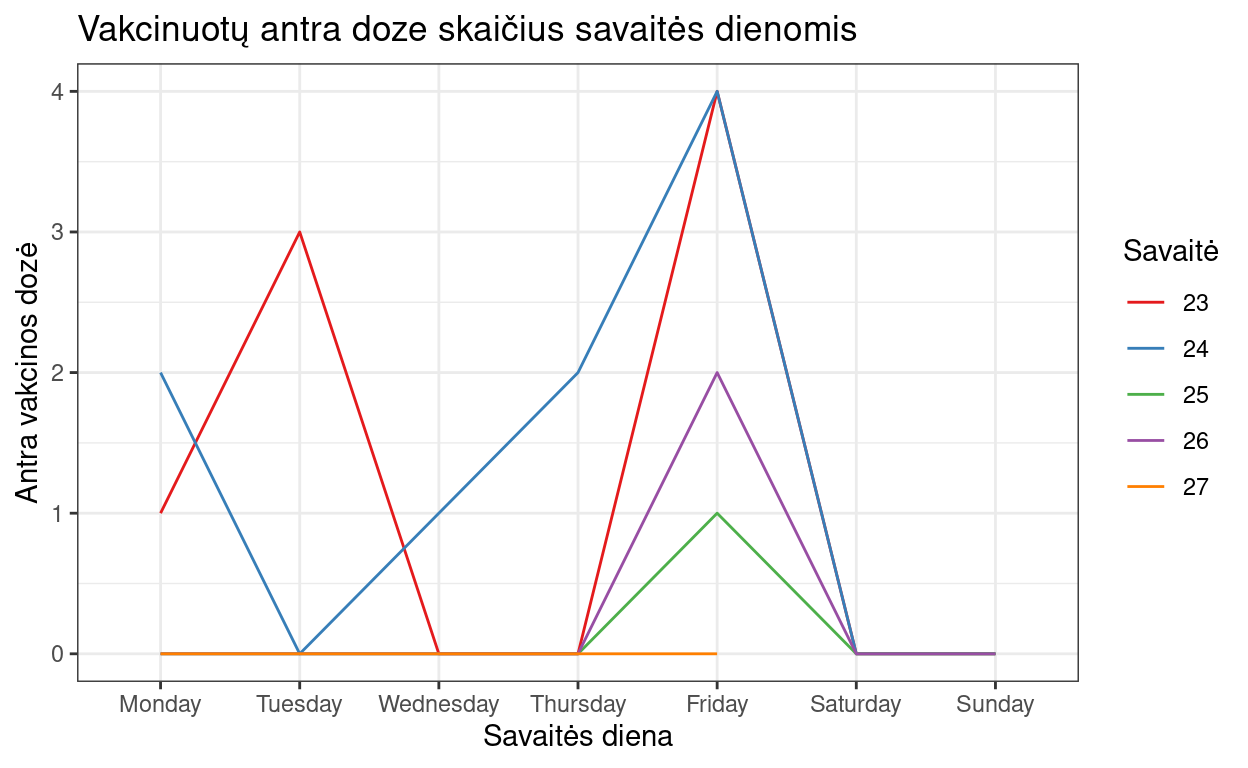 Vakcinuotų antra doze skaičius savaitės dienomis
Antra vakcinos dozė
4
3
2
1
0
Monday Tuesday Wednesday Thursday Friday Saturday Sunday
Savaitės diena
Savaitė
23
24
25
26
27